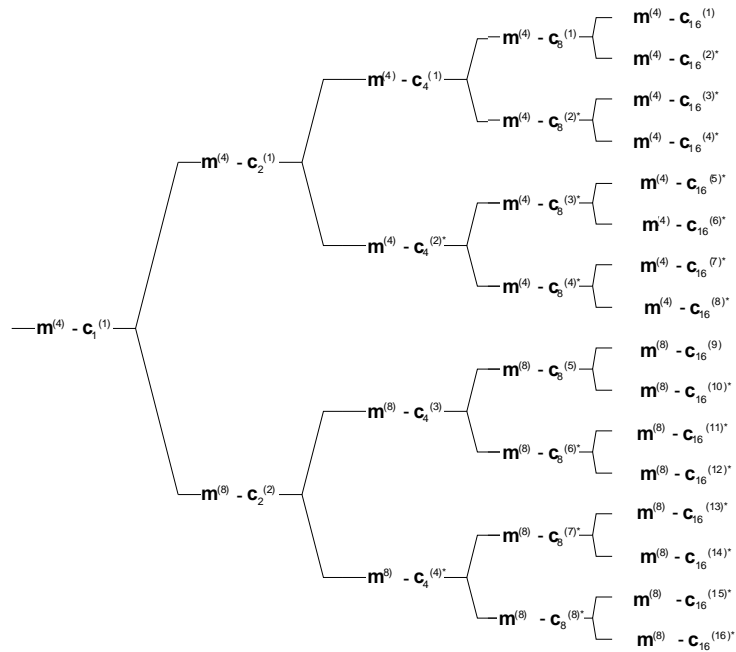 m(4) - c16(1)
m(4) - c8(1)
m(4) - c16(2)*
m(4) - c4(1)
m(4) - c16(3)*
m(4) - c8(2)*
m(4) - c16(4)*
m(4) - c2(1)
m(4) - c16(5)*
m(4) - c8(3)*
m(4) - c16(6)*
m(4) - c4(2)*
m(4) - c16(7)*
m(4) - c8(4)*
m(4) - c16(8)*
m(4) - c1(1)
m(8) - c16(9)
m(8) - c8(5)
m(8) - c16(10)*
m(8) - c4(3)
m(8) - c16(11)*
m(8) - c8(6)*
m(8) - c16(12)*
m(8) - c2(2)
m(8) - c16(13)*
m(8) - c8(7)*
m(8) - c16(14)*
m8) - c4(4)*
m(8) - c16(15)*
m(8) - c8(8)*
m(8) - c16(16)*